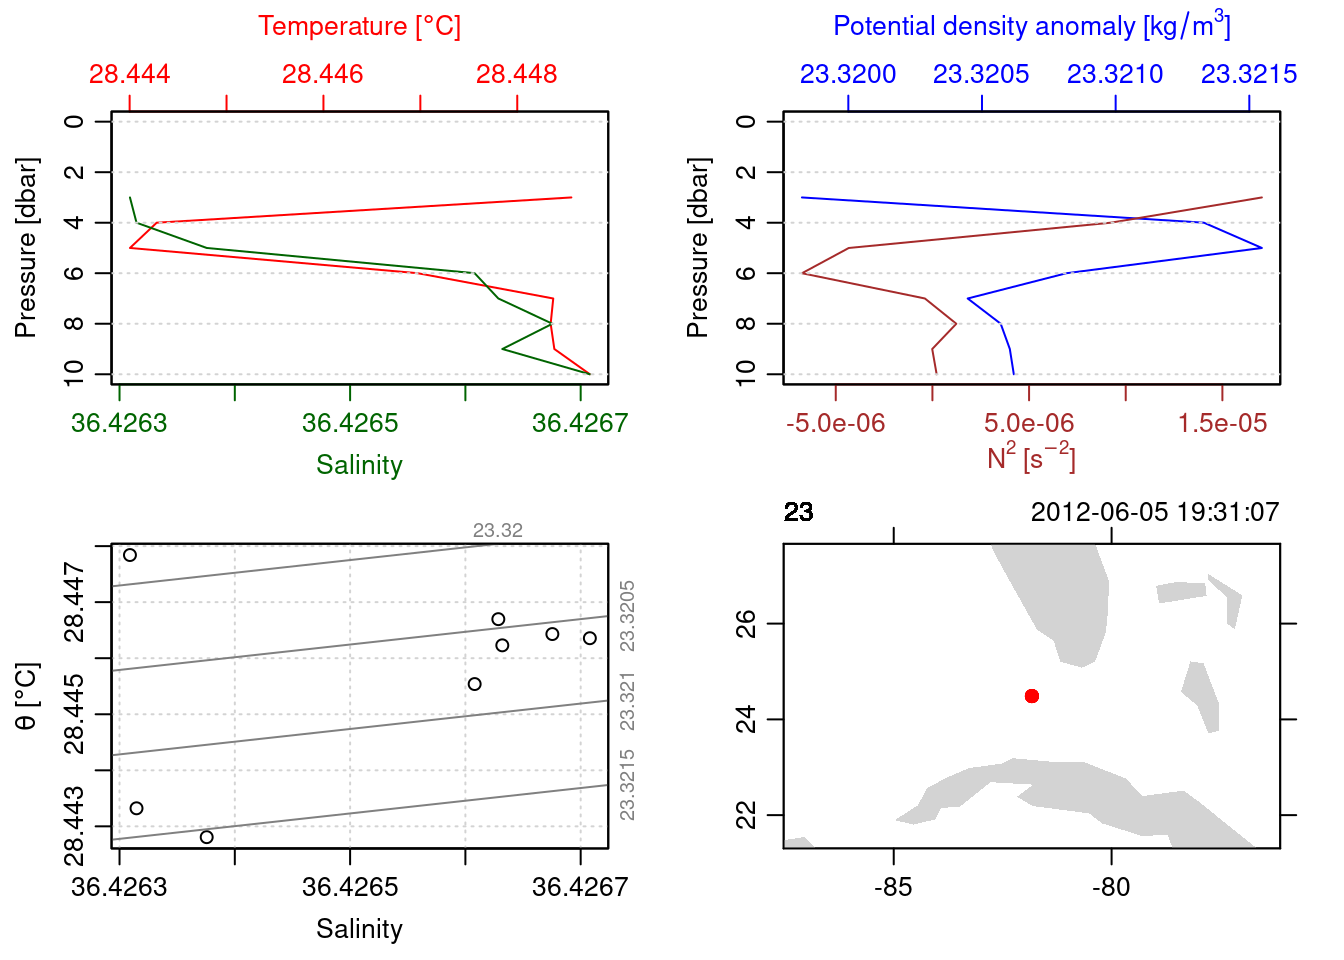 Temperature [°C]
28.444 28.446 28.448
Pressure [dbar]
0
2
4
6
8
10
36.4263 36.4265 36.4267
Salinity
Potential density anomaly [kg/m³]
23.3200 23.3205 23.3210 23.3215
Pressure [dbar]
0
2
4
6
8
10
-5.0e-06 5.0e-06 1.5e-05
N² [s⁻²]
23.32
θ [°C]
28.447
28.445
28.443
23.3205
23.321
23.3215
36.4263 36.4265 36.4267
Salinity
23 2012-06-05 19:31:07
26
24
22
-85 -80